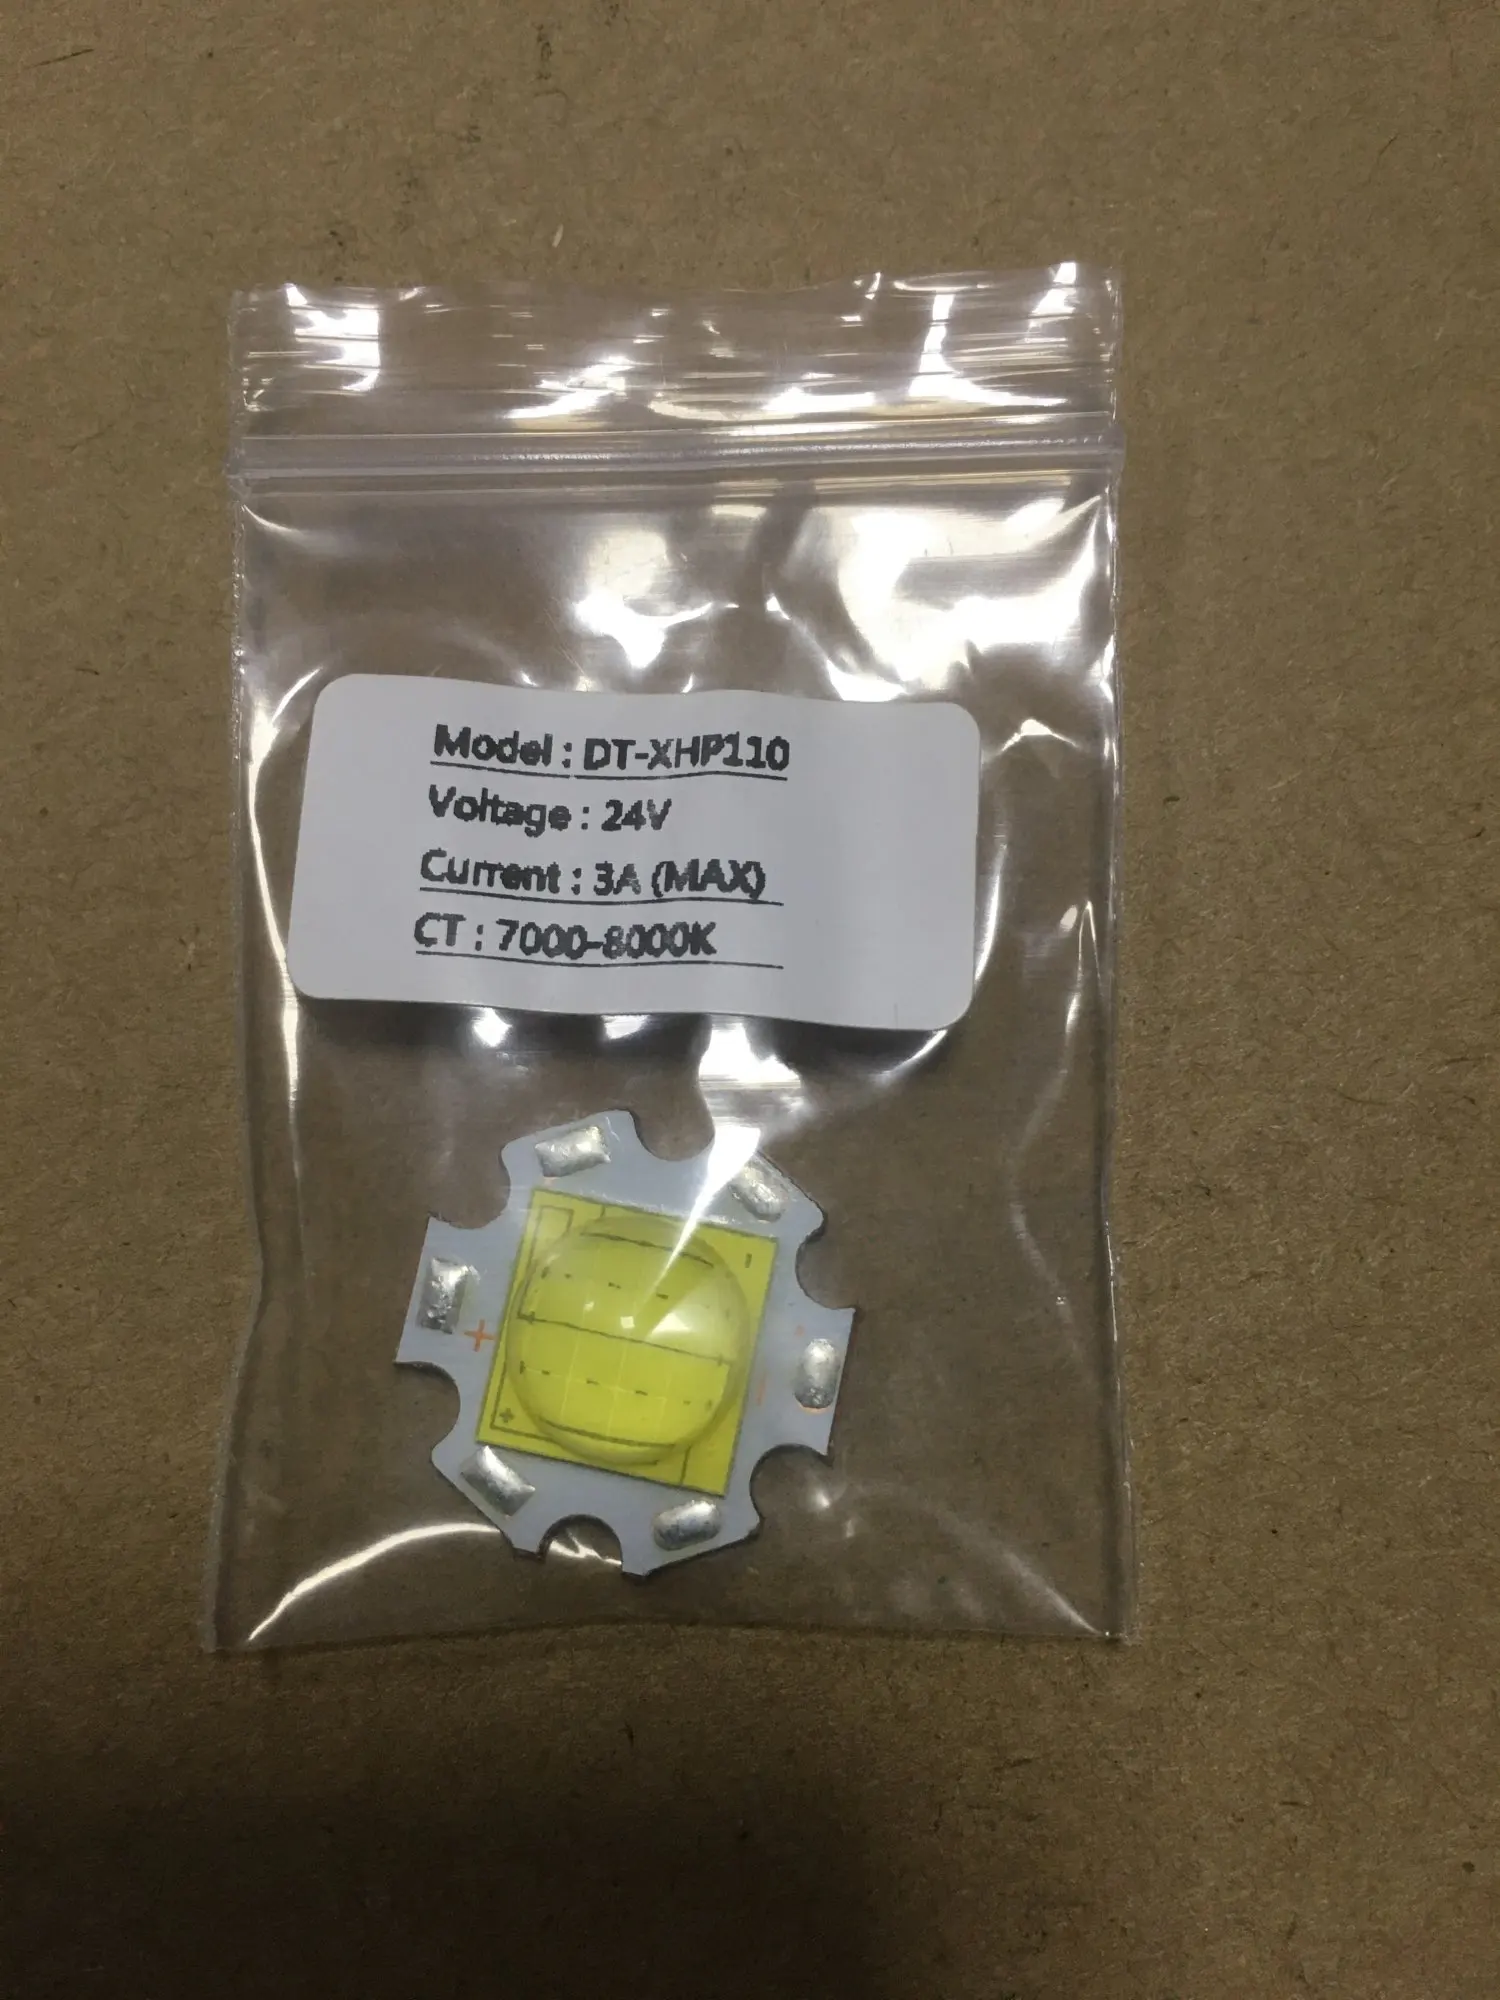 Model : DT-XHP110
Voltage : 24V
Current : 3A (MAX)
CT : 7000-8000K
+
-
+
-